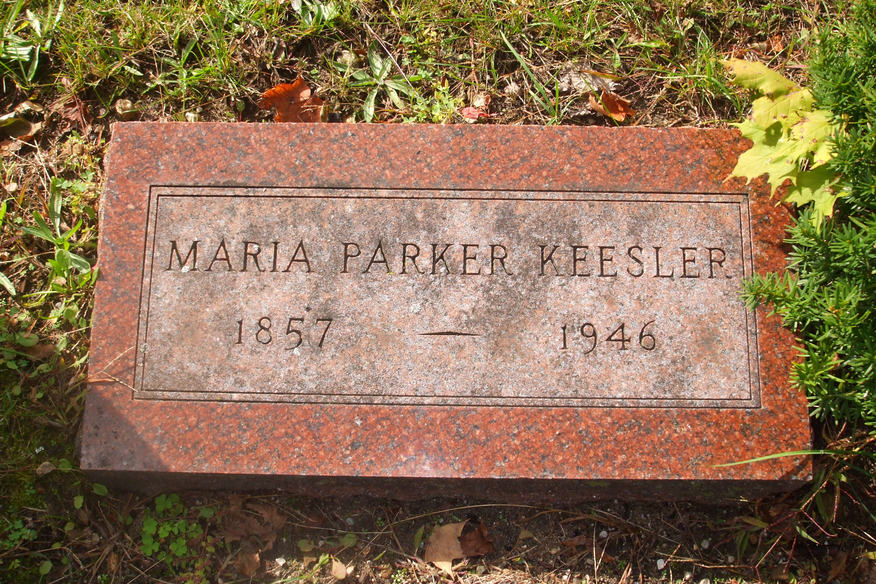 MARIA PARKER KEESLER
1857 — 1946